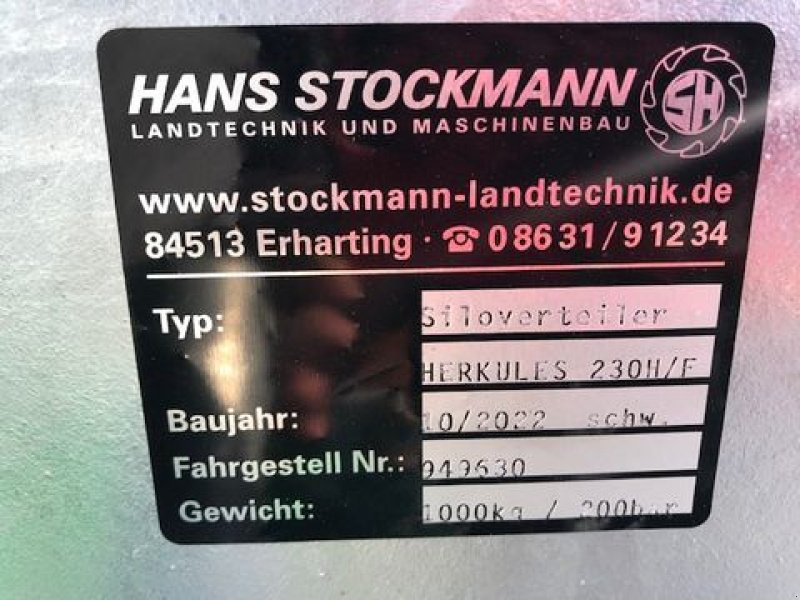 HANS STOCKMANN SH
LANDTECHNIK UND MASCHINENBAU
www.stockmann-landtechnik.de
84513 Erharting · ☎ 08631/91234
Typ: Siloverteiler
HERKULES 230H/F
Baujahr: 10/2022 schw.
Fahrgestell Nr.: 949630
Gewicht: 1000kg / 200bar